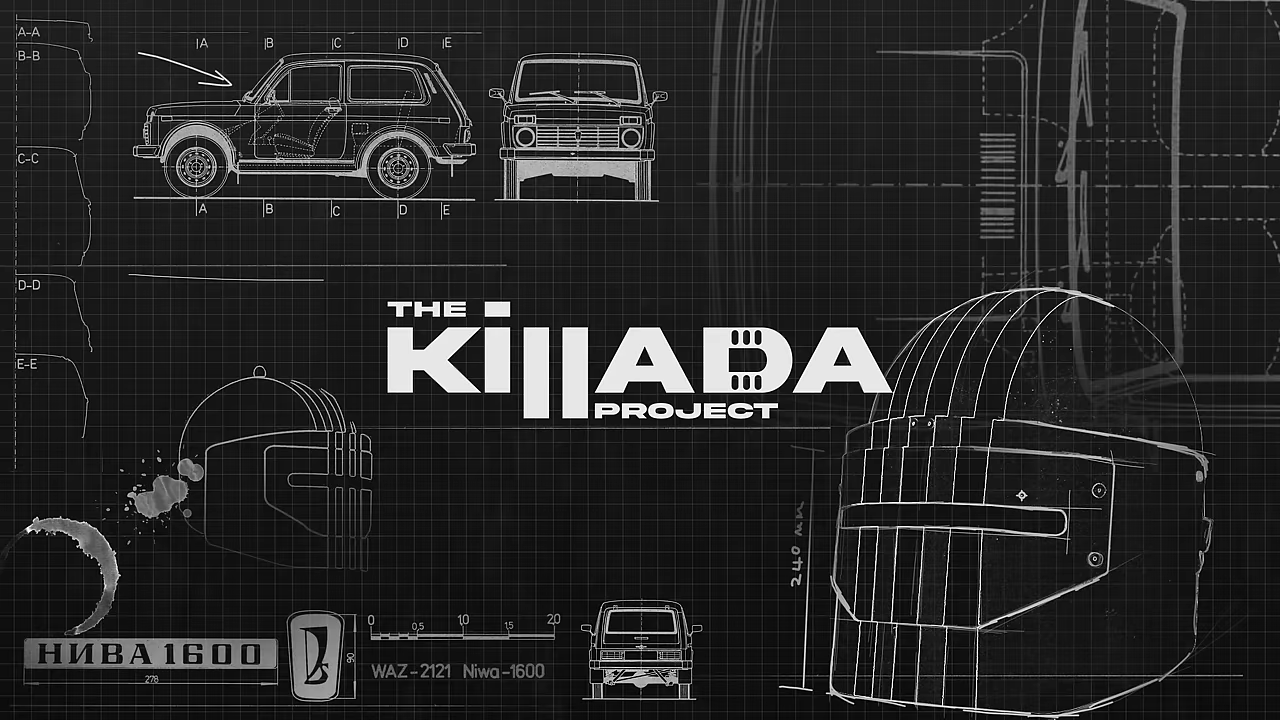 A-A
B-B
C-C
D-D
E-E
A B C D E
A B C D E
THE
KillADA
PROJECT
240 мм
НИВА 1600
278
90
0 0,5 1,0 1,5 2,0
WAZ-2121 Niwa-1600